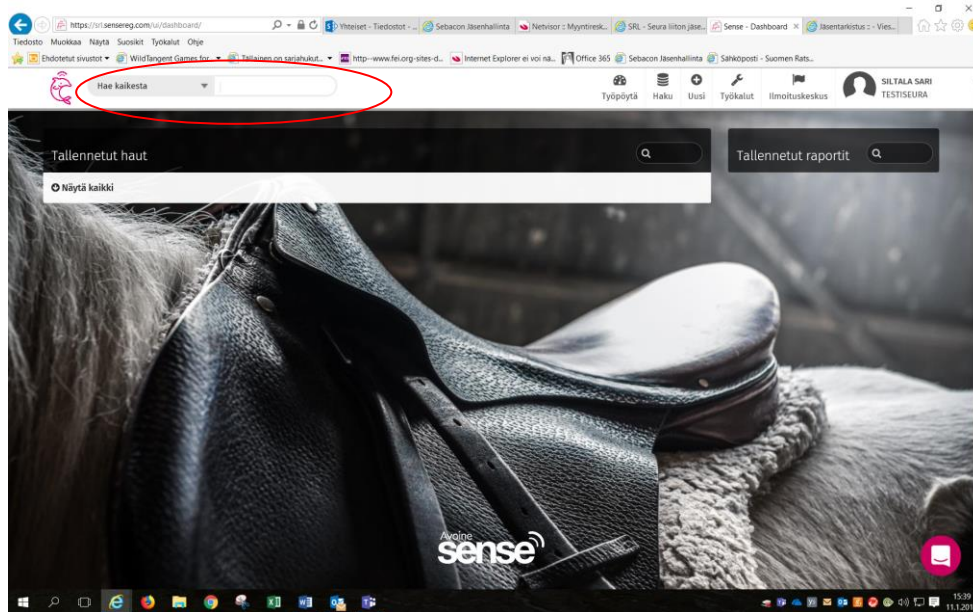 https://srl.sensereg.com/ui/dashboard/
Yhteiset - Tiedostot - ...
Sebacon Jäsenhallinta
Netvisor :: Myyntiresk...
SRL - Seura liiton jäse...
Sense - Dashboard
Jäsentarkistus :: - Vies...
Tiedosto Muokkaa Näytä Suosikit Työkalut Ohje
Ehdotetut sivustot
WildTangent Games for...
Tällainen on sarjahukut...
http--www.fei.org-sites-d...
Internet Explorer ei voi nä...
Office 365
Sebacon Jäsenhallinta
Sähköposti - Suomen Rats...
Hae kaikesta
Työpöytä
Haku
Uusi
Työkalut
Ilmoituskeskus
SILTALA SARI
TESTISEURA
Tallennetut haut
Tallennetut raportit
Näytä kaikki
Avoine
sense
15:39